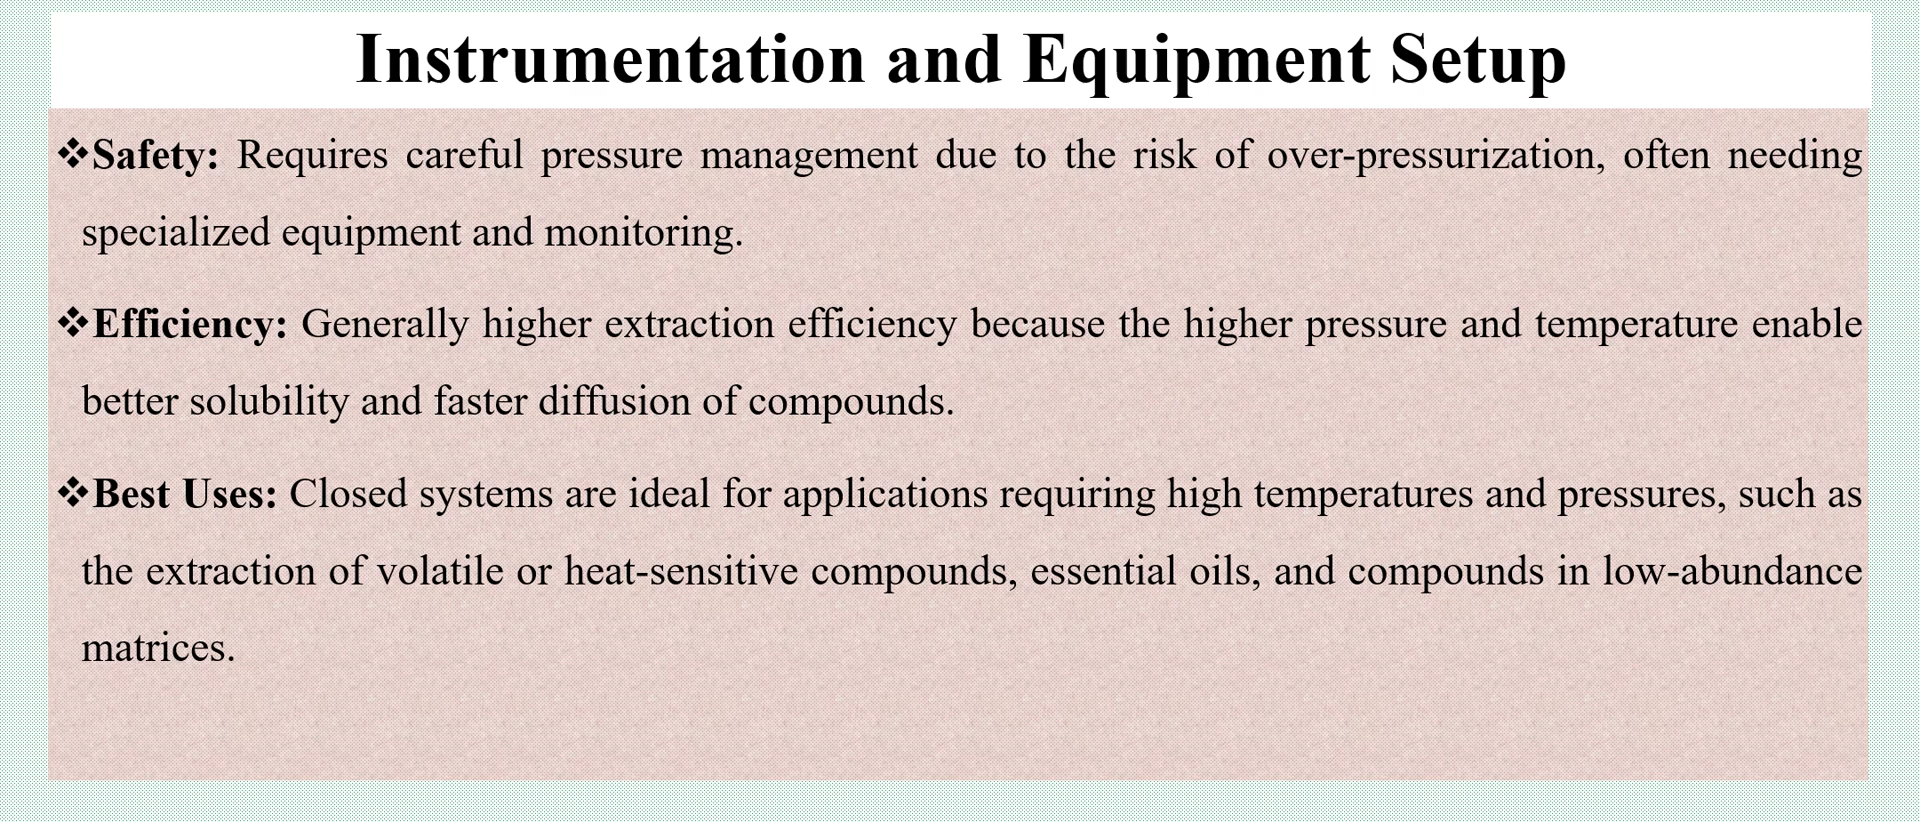 Instrumentation and Equipment Setup
❖Safety: Requires careful pressure management due to the risk of over-pressurization, often needing
specialized equipment and monitoring.
❖Efficiency: Generally higher extraction efficiency because the higher pressure and temperature enable
better solubility and faster diffusion of compounds.
❖Best Uses: Closed systems are ideal for applications requiring high temperatures and pressures, such as
the extraction of volatile or heat-sensitive compounds, essential oils, and compounds in low-abundance
matrices.